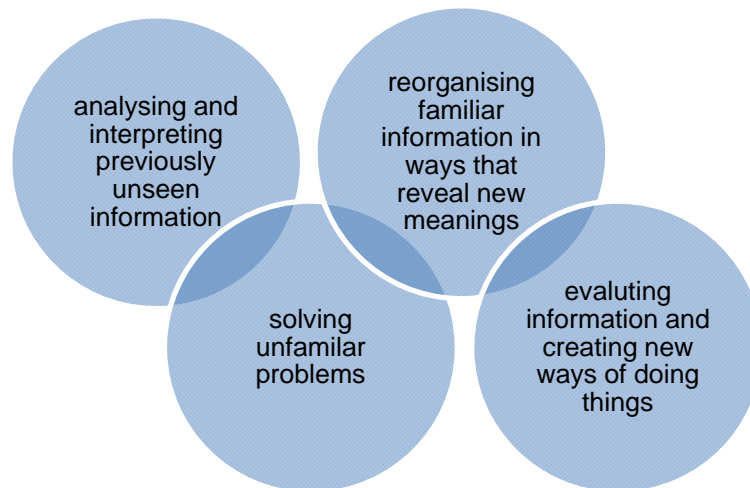 analysing and
interpreting
previously
unseen
information
reorganising
familiar
information in
ways that
reveal new
meanings
solving
unfamilar
problems
evaluting
information and
creating new
ways of doing
things